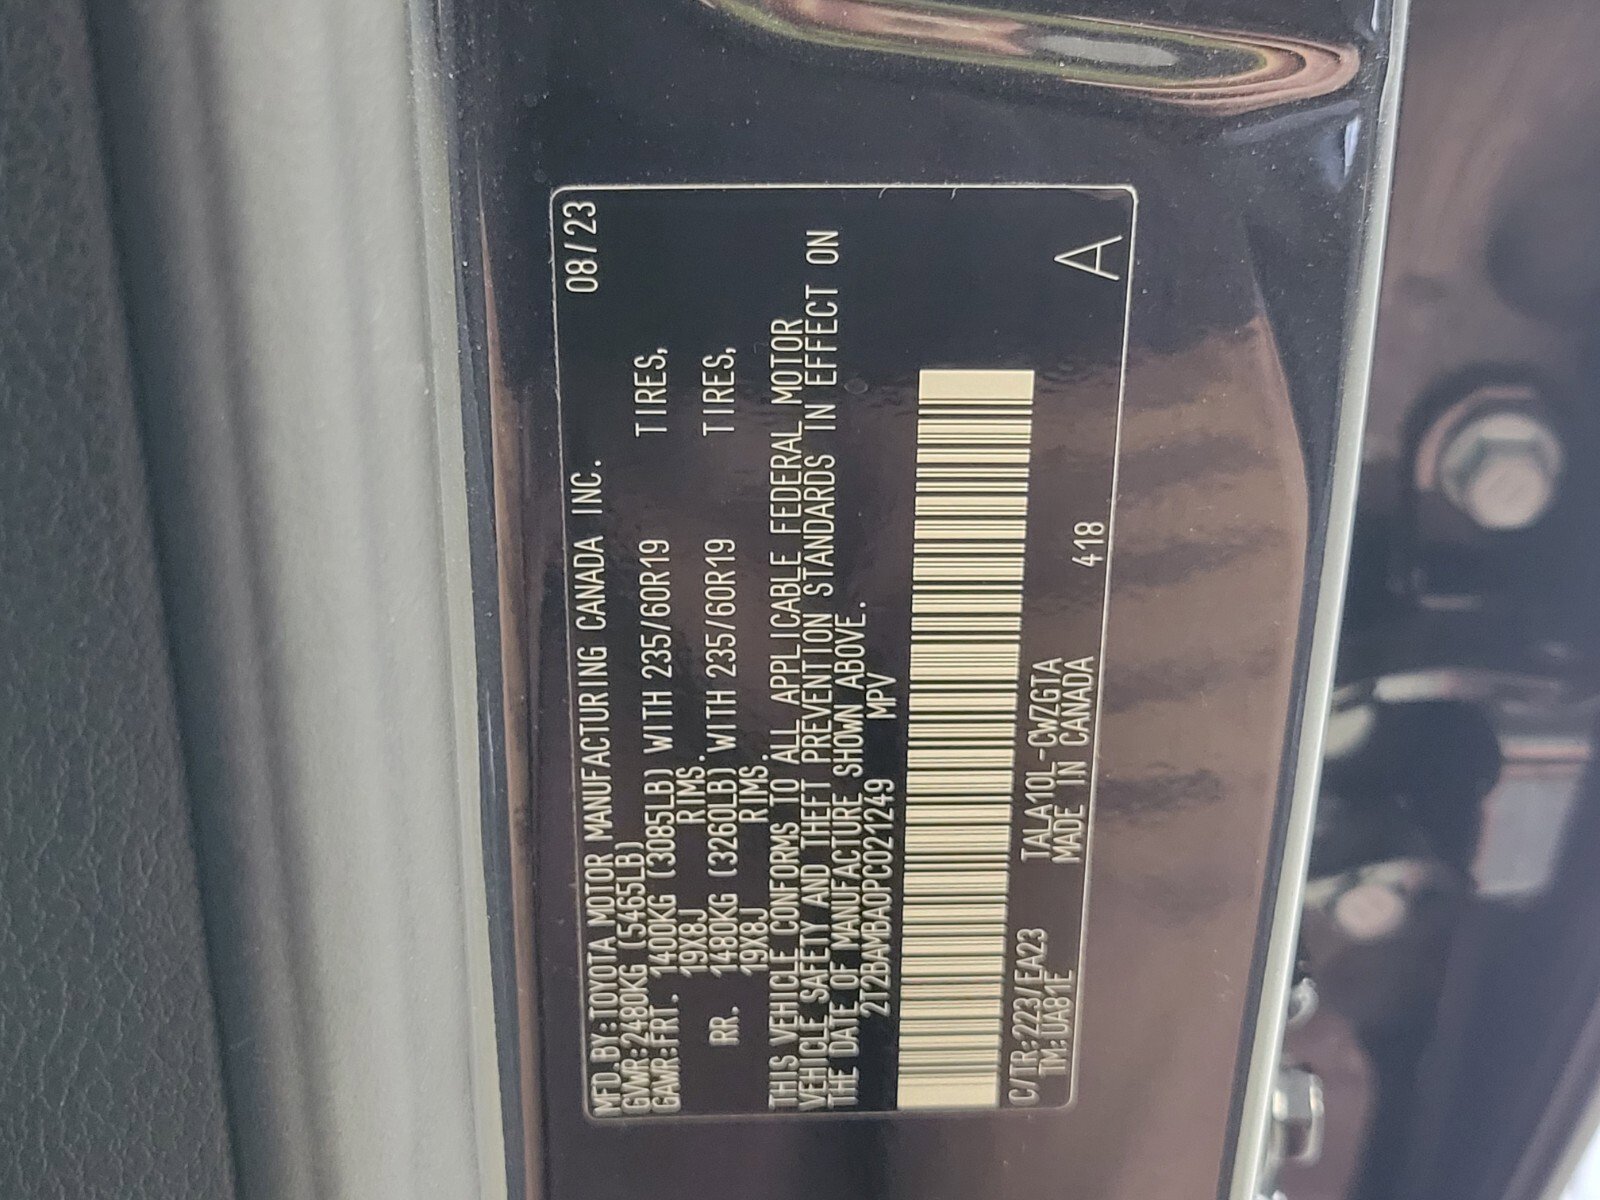 MFD.BY:TOYOTA MOTOR MANUFACTURING CANADA INC. 08/23
GVWR:2480KG(5465LB)
GAWR:FRT. 1400KG(3085LB) WITH 235/60R19 TIRES,
19X8J RIMS.
RR. 1480KG(3260LB) WITH 235/60R19 TIRES,
19X8J RIMS.
THIS VEHICLE CONFORMS TO ALL APPLICABLE FEDERAL MOTOR
VEHICLE SAFETY AND THEFT PREVENTION STANDARDS IN EFFECT ON
THE DATE OF MANUFACTURE SHOWN ABOVE.
2T2BAMBA0PC021249 MPV
C/TR:223/EA23 TALA10L-CWZGTA 418 A
TM:UA81E MADE IN CANADA